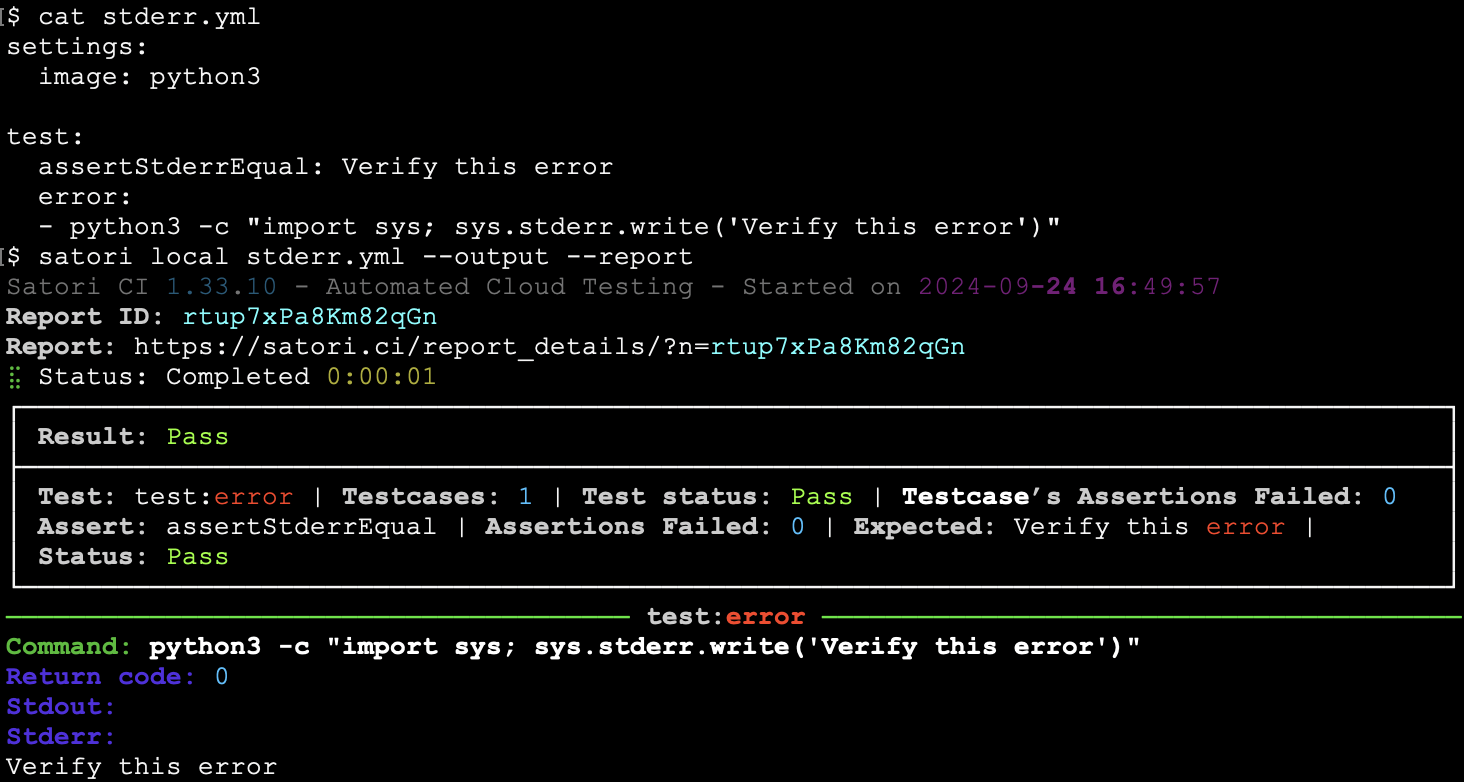 $ cat stderr.yml
settings:
  image: python3

test:
  assertStderrEqual: Verify this error
  error:
  - python3 -c "import sys; sys.stderr.write('Verify this error')"
$ satori local stderr.yml --output --report
Satori CI 1.33.10 - Automated Cloud Testing - Started on 2024-09-24 16:49:57
Report ID: rtup7xPa8Km82qGn
Report: https://satori.ci/report_details/?n=rtup7xPa8Km82qGn
Status: Completed 0:00:01
Result: Pass
Test: test:error | Testcases: 1 | Test status: Pass | Testcase’s Assertions Failed: 0
Assert: assertStderrEqual | Assertions Failed: 0 | Expected: Verify this error |
Status: Pass
test:error
Command: python3 -c "import sys; sys.stderr.write('Verify this error')"
Return code: 0
Stdout:
Stderr:
Verify this error